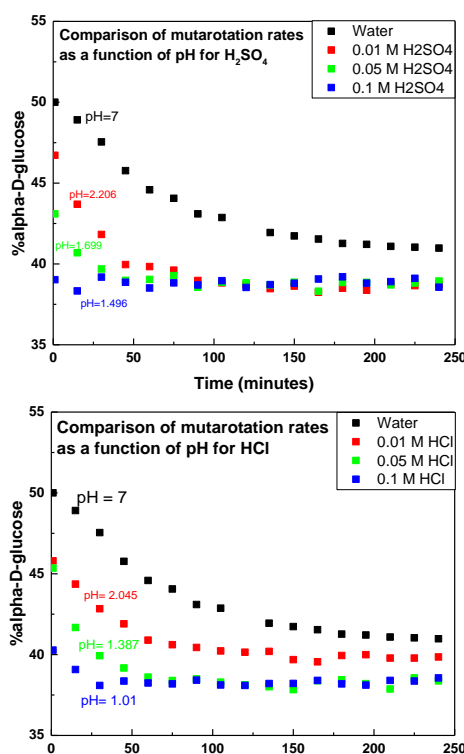 Comparison of mutarotation rates
as a function of pH for H₂SO₄
Water
0.01 M H2SO4
0.05 M H2SO4
0.1 M H2SO4
55
50
45
40
35
%alpha-D-glucose
pH=7
pH=2.206
pH=1.699
pH=1.496
0 50 100 150 200 250
Time (minutes)
Comparison of mutarotation rates
as a function of pH for HCl
Water
0.01 M HCl
0.05 M HCl
0.1 M HCl
55
50
45
40
35
%alpha-D-glucose
pH = 7
pH = 2.045
pH = 1.387
pH = 1.01
0 50 100 150 200 250
Time (minutes)